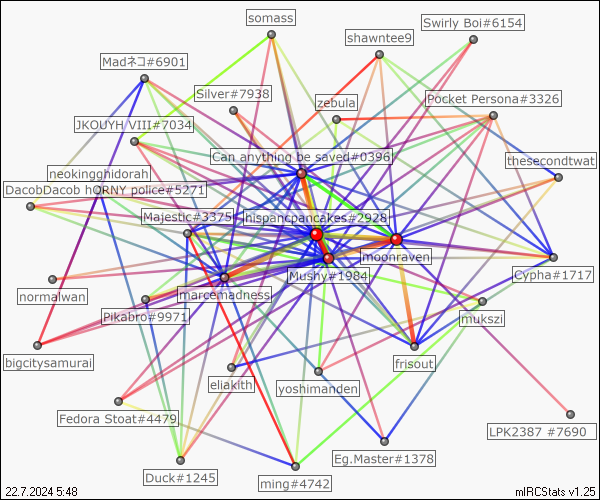 somass
Swirly Boi#6154
shawntee9
Madネコ#6901
Silver#7938
zebula
Pocket Persona#3326
JKOUYH VIII#7034
Can anything be saved#0396
thesecondtwat
neokingghidorah
DacobDacob hORNY police#5271
Majestic#3375
hispancpancakes#2928
moonraven
Mushy#1984
Cypha#1717
normalwan
marcemadness
Pikabro#9971
mukszi
bigcitysamurai
frisout
eliakith
yoshimanden
Fedora Stoat#4479
LPK2387 #7690
Eg.Master#1378
Duck#1245
ming#4742
22.7.2024 5:48
mIRCStats v1.25